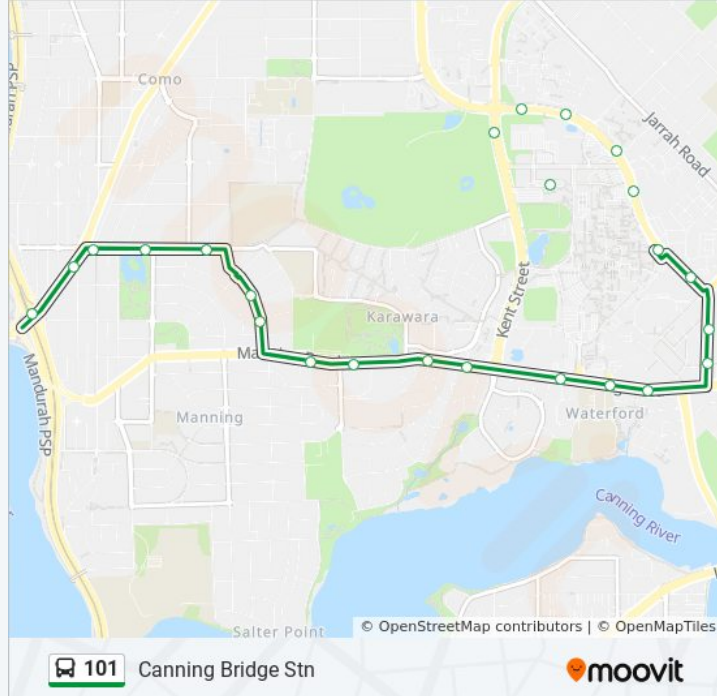 Como
Jarrah Road
Kent Street
Karawara
Mandurah PSP
Manning
Waterford
Canning River
Salter Point
© OpenStreetMap contributors | © OpenMapTiles
101 Canning Bridge Stn
moovit